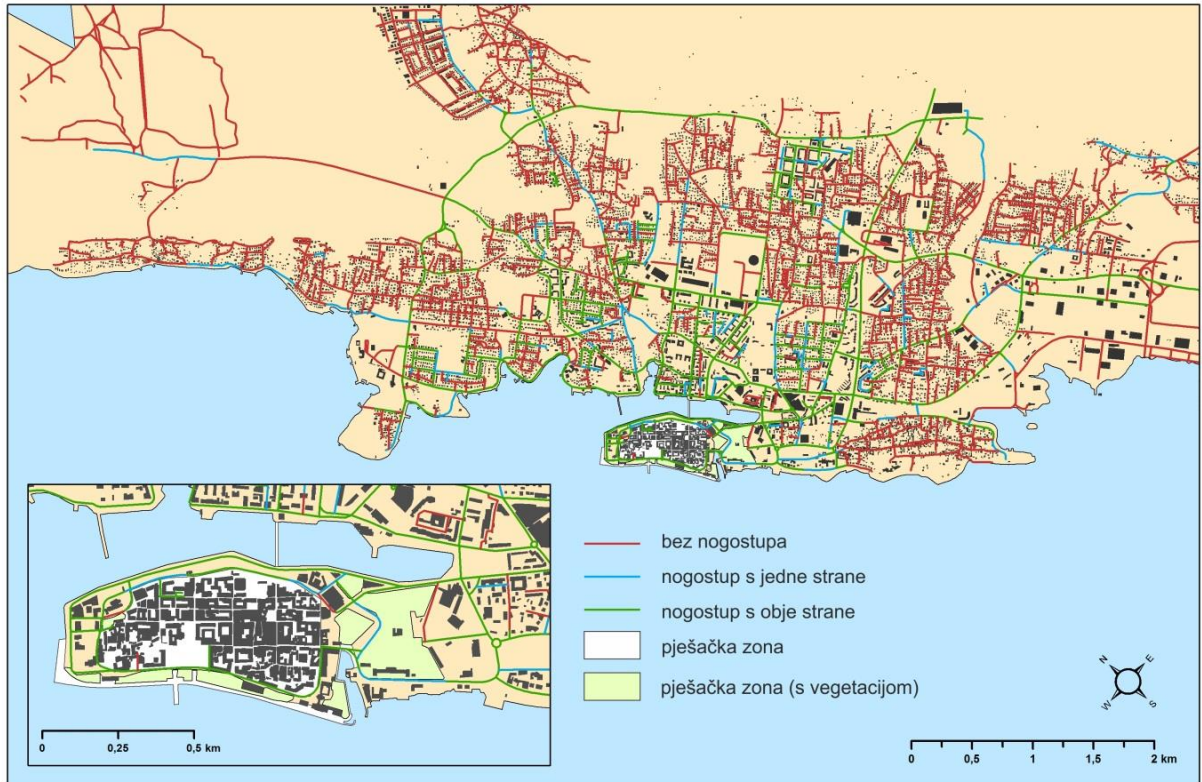 bez nogostupa
nogostup s jedne strane
nogostup s obje strane
pješačka zona
pješačka zona (s vegetacijom)
N
E
W
S
0
0,25
0,5 km
0
0,5
1
1,5
2 km